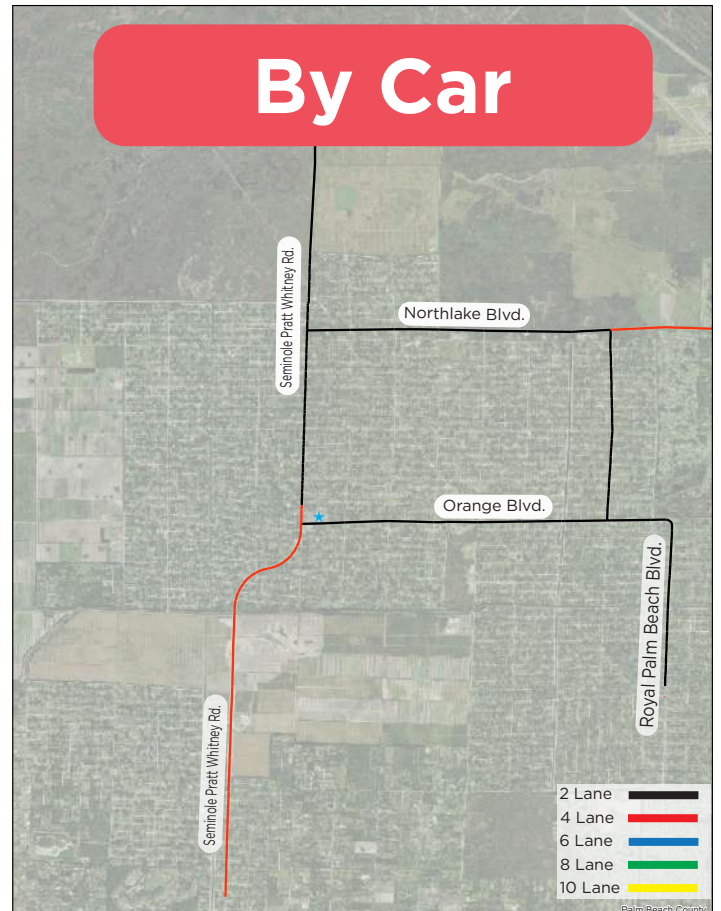 By Car
Seminole Pratt Whitney Rd.
Northlake Blvd.
Orange Blvd.
Royal Palm Beach Blvd.
Seminole Pratt Whitney Rd.
2 Lane
4 Lane
6 Lane
8 Lane
10 Lane
Palm Beach County